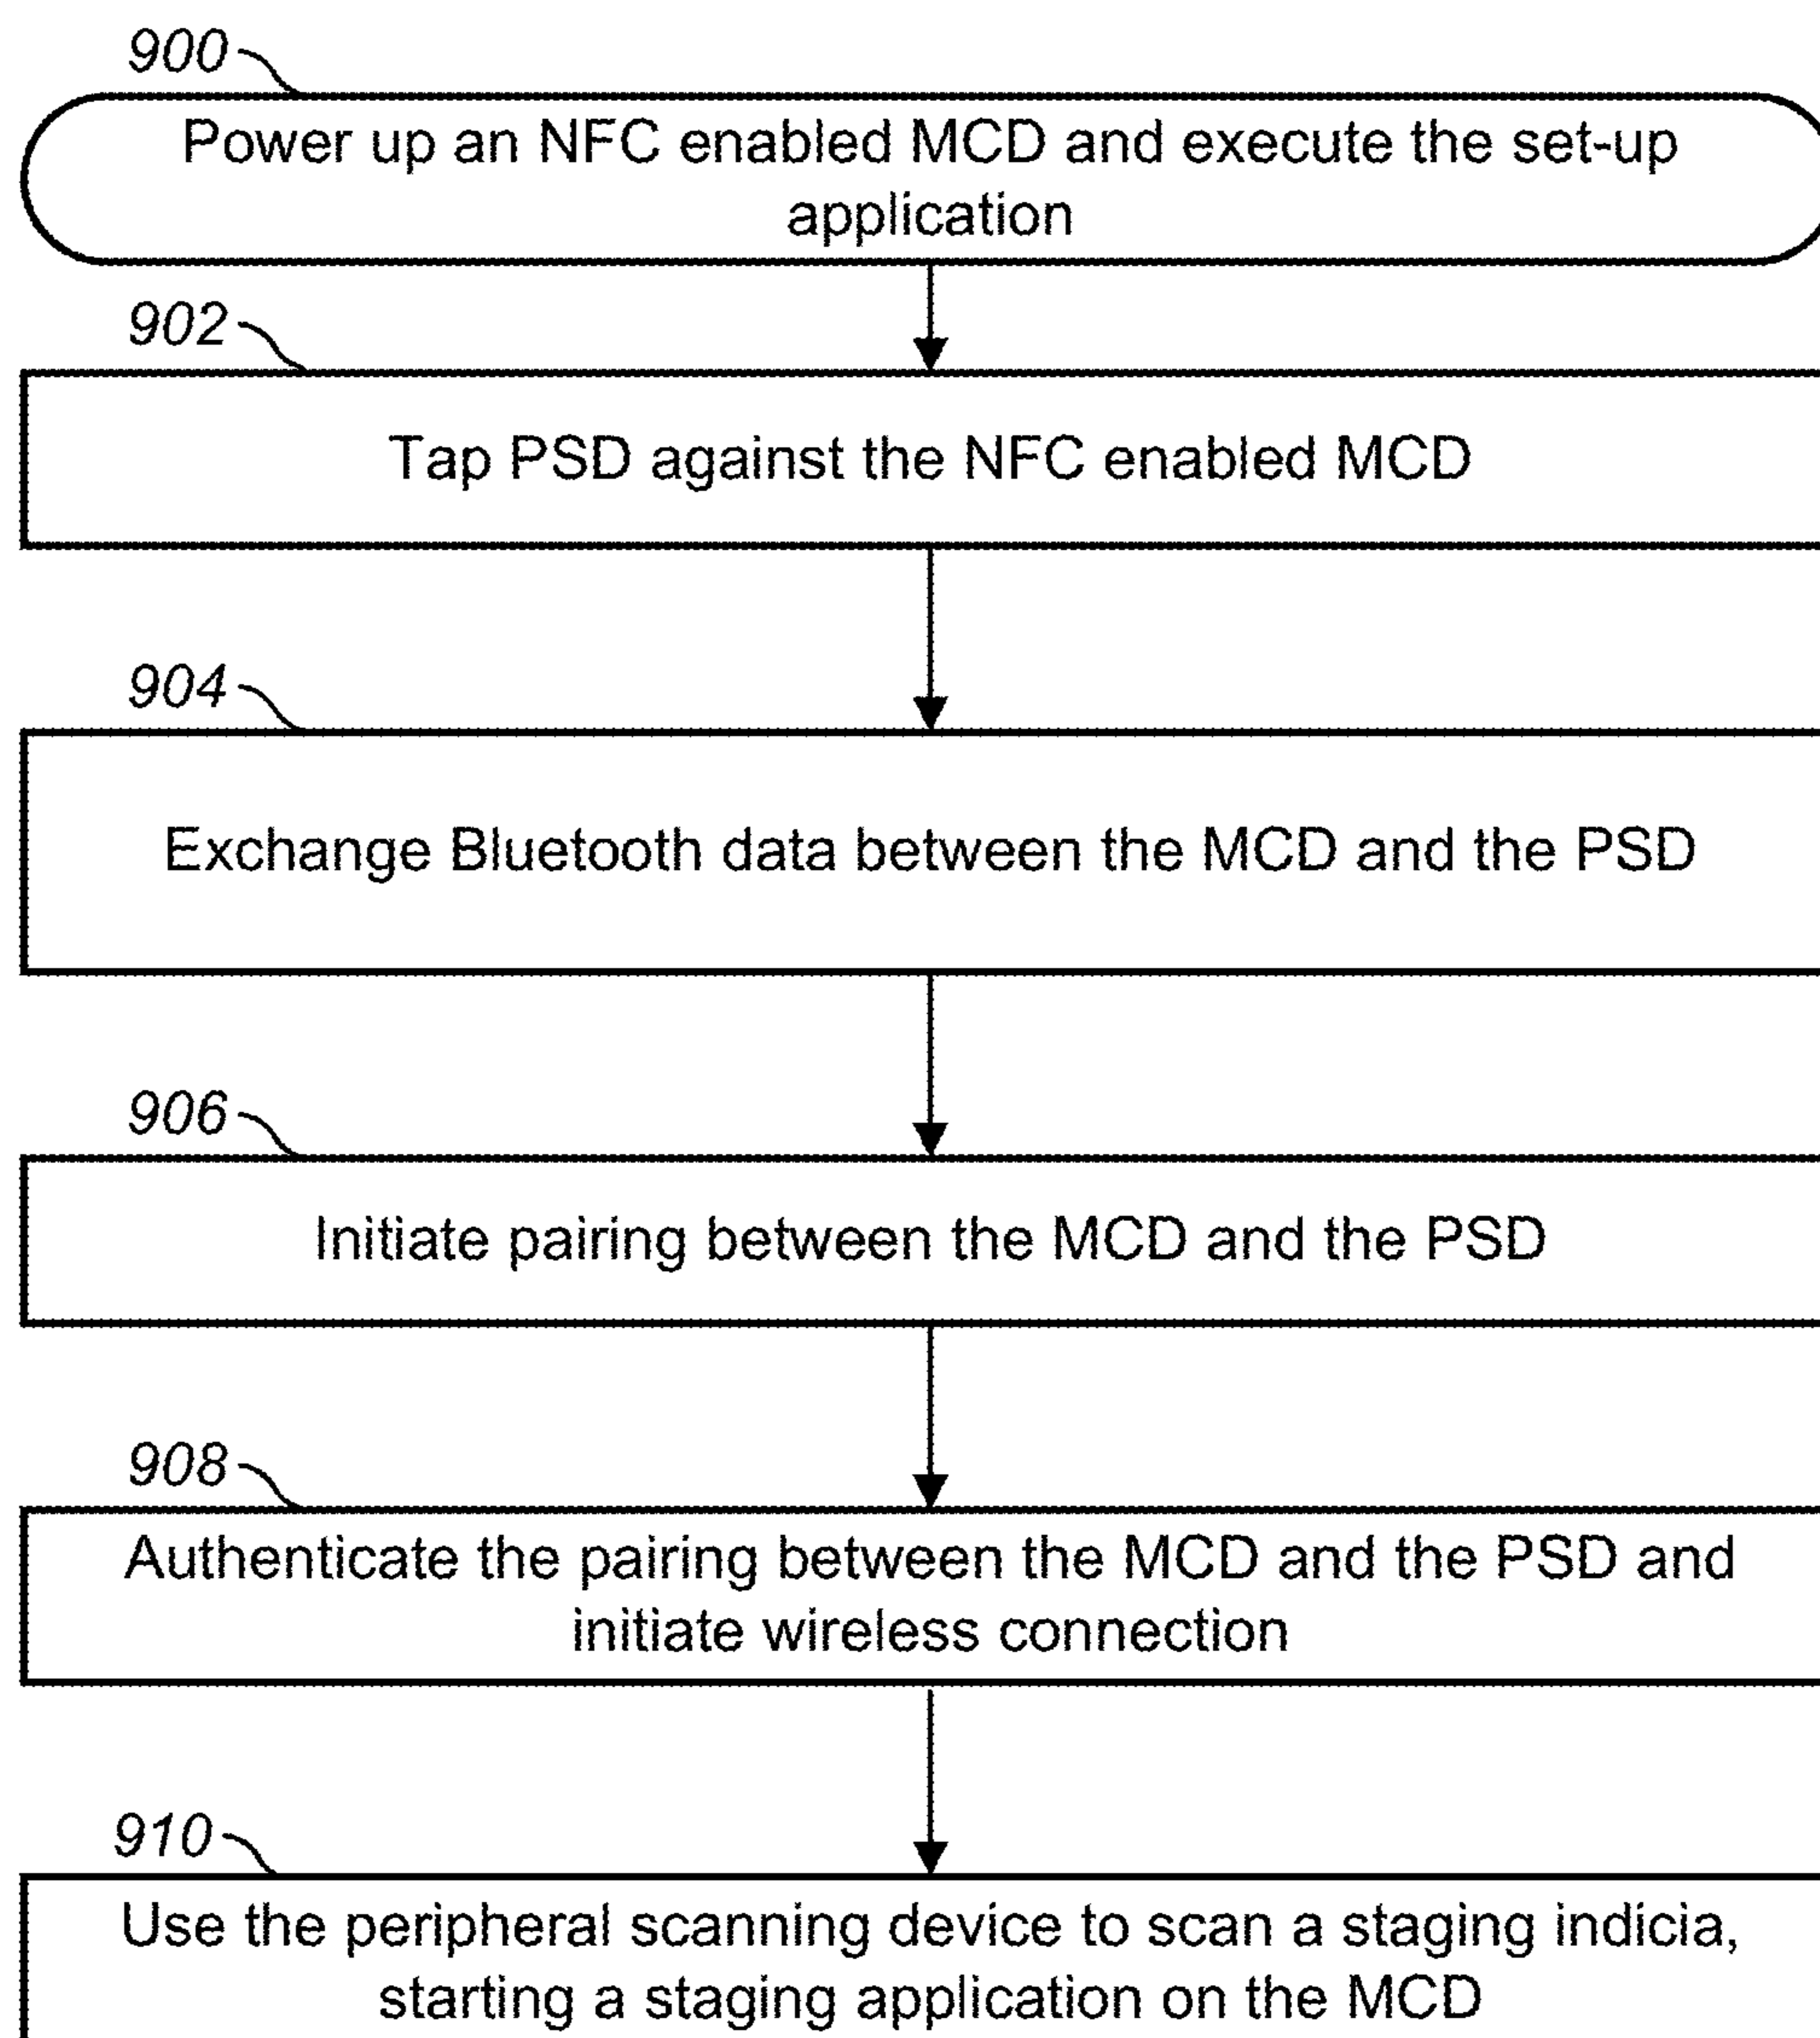 900
Power up an NFC enabled MCD and execute the set-up
application
902
Tap PSD against the NFC enabled MCD
904
Exchange Bluetooth data between the MCD and the PSD
906
Initiate pairing between the MCD and the PSD
908
Authenticate the pairing between the MCD and the PSD and
initiate wireless connection
910
Use the peripheral scanning device to scan a staging indicia,
starting a staging application on the MCD